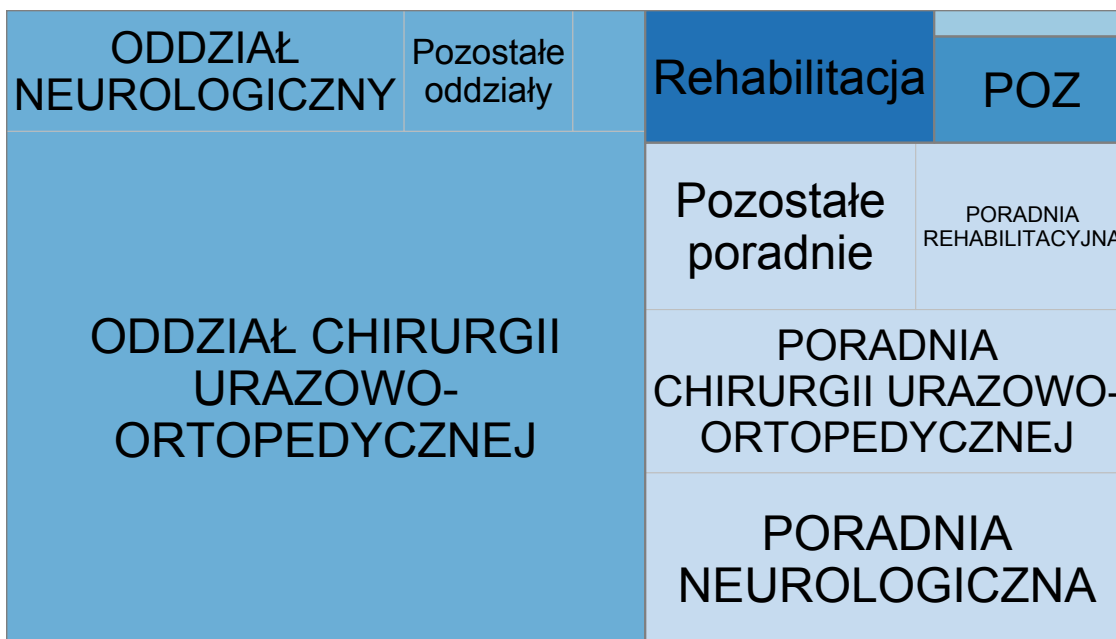 ODDZIAŁ
NEUROLOGICZNY
Pozostałe
oddziały
ODDZIAŁ CHIRURGII
URAZOWO-
ORTOPEDYCZNEJ
Rehabilitacja
POZ
Pozostałe
poradnie
PORADNIA
REHABILITACYJNA
PORADNIA
CHIRURGII URAZOWO-
ORTOPEDYCZNEJ
PORADNIA
NEUROLOGICZNA